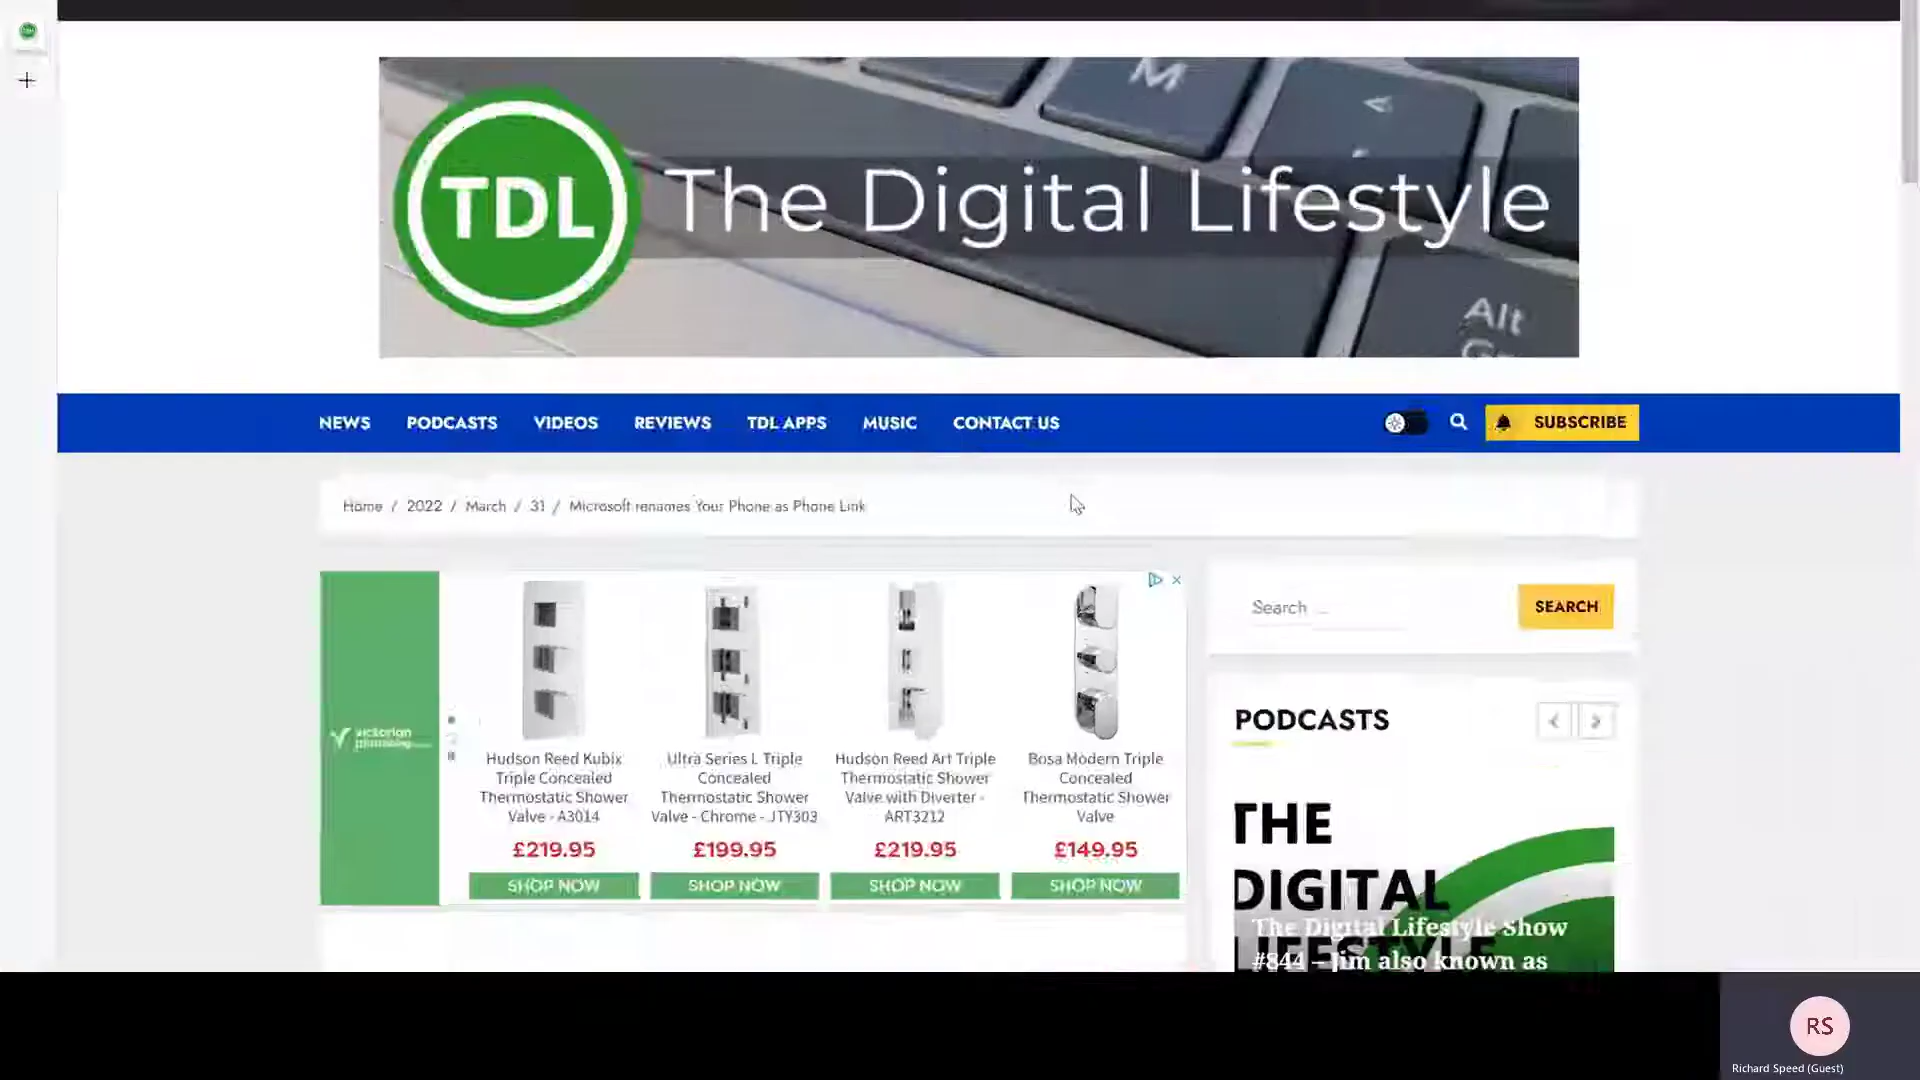 M
TDL The Digital Lifestyle
Alt
NEWS PODCASTS VIDEOS REVIEWS TDL APPS MUSIC CONTACT US SUBSCRIBE
Home / 2022 / March / 31 / Microsoft renames Your Phone as Phone Link
Search ...
SEARCH
victorian
plumbing
Hudson Reed Kubix
Triple Concealed
Thermostatic Shower
Valve - A3014
£219.95
SHOP NOW
Ultra Series L Triple
Concealed
Thermostatic Shower
Valve - Chrome - JTY303
£199.95
SHOP NOW
Hudson Reed Art Triple
Thermostatic Shower
Valve with Diverter -
ART3212
£219.95
SHOP NOW
Bosa Modern Triple
Concealed
Thermostatic Shower
Valve
£149.95
SHOP NOW
PODCASTS
THE
DIGITAL
LIFESTYLE
The Digital Lifestyle Show
#844 – Jim also known as
RS
Richard Speed (Guest)